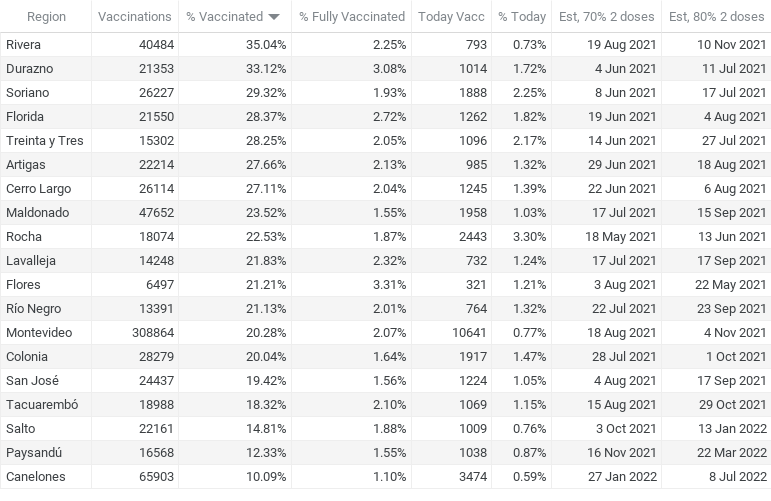 Region Vaccinations % Vaccinated % Fully Vaccinated Today Vacc % Today Est, 70% 2 doses Est, 80% 2 doses
Rivera 40484 35.04% 2.25% 793 0.73% 19 Aug 2021 10 Nov 2021
Durazno 21353 33.12% 3.08% 1014 1.72% 4 Jun 2021 11 Jul 2021
Soriano 26227 29.32% 1.93% 1888 2.25% 8 Jun 2021 17 Jul 2021
Florida 21550 28.37% 2.72% 1262 1.82% 19 Jun 2021 4 Aug 2021
Treinta y Tres 15302 28.25% 2.05% 1096 2.17% 14 Jun 2021 27 Jul 2021
Artigas 22214 27.66% 2.13% 985 1.32% 29 Jun 2021 18 Aug 2021
Cerro Largo 26114 27.11% 2.04% 1245 1.39% 22 Jun 2021 6 Aug 2021
Maldonado 47652 23.52% 1.55% 1958 1.03% 17 Jul 2021 15 Sep 2021
Rocha 18074 22.53% 1.87% 2443 3.30% 18 May 2021 13 Jun 2021
Lavalleja 14248 21.83% 2.32% 732 1.24% 17 Jul 2021 17 Sep 2021
Flores 6497 21.21% 3.31% 321 1.21% 3 Aug 2021 22 May 2021
Río Negro 13391 21.13% 2.01% 764 1.32% 22 Jul 2021 23 Sep 2021
Montevideo 308864 20.28% 2.07% 10641 0.77% 18 Aug 2021 4 Nov 2021
Colonia 28279 20.04% 1.64% 1917 1.47% 28 Jul 2021 1 Oct 2021
San José 24437 19.42% 1.56% 1224 1.05% 4 Aug 2021 17 Sep 2021
Tacuarembó 18988 18.32% 2.10% 1069 1.15% 15 Aug 2021 29 Oct 2021
Salto 22161 14.81% 1.88% 1009 0.76% 3 Oct 2021 13 Jan 2022
Paysandú 16568 12.33% 1.55% 1038 0.87% 16 Nov 2021 22 Mar 2022
Canelones 65903 10.09% 1.10% 3474 0.59% 27 Jan 2022 8 Jul 2022